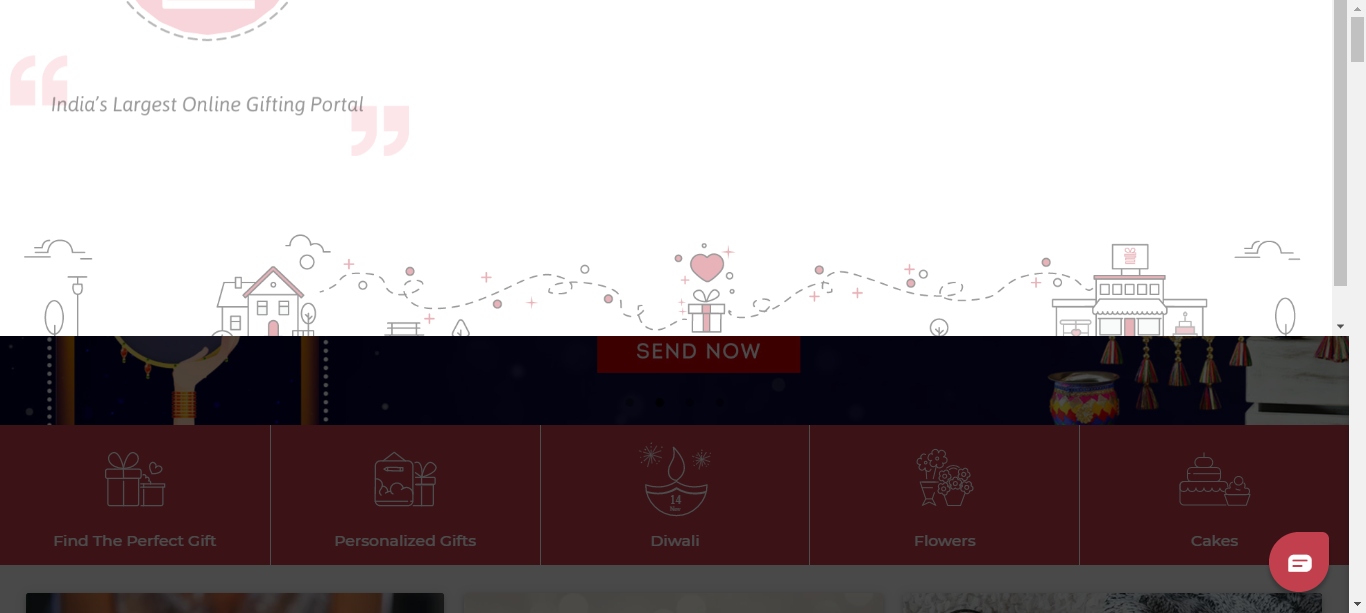 India's Largest Online Gifting Portal
SEND NOW
14
Nov
Find The Perfect Gift
Personalized Gifts
Diwali
Flowers
Cakes